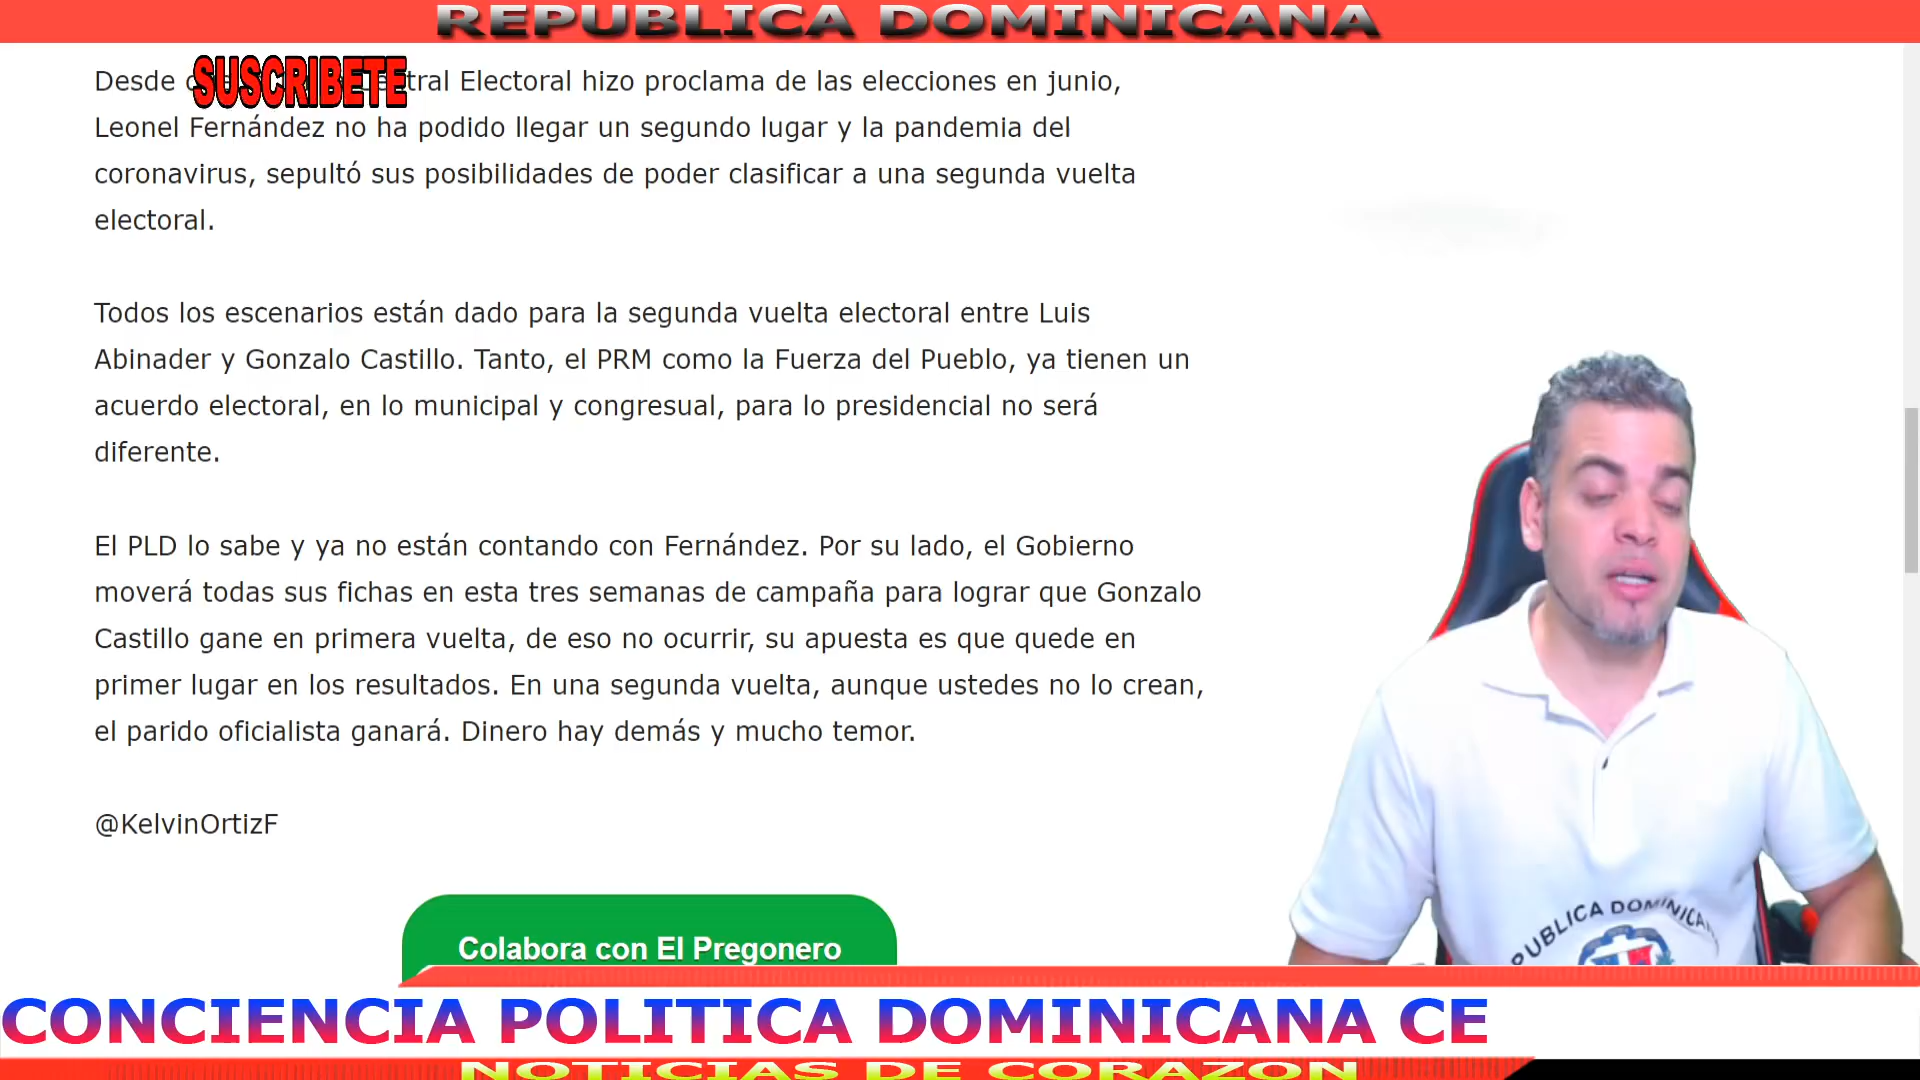 REPUBLICA DOMINICANA
SUSCRIBETE
Desde tral Electoral hizo proclama de las elecciones en junio,
Leonel Fernández no ha podido llegar un segundo lugar y la pandemia del
coronavirus, sepultó sus posibilidades de poder clasificar a una segunda vuelta
electoral.
Todos los escenarios están dado para la segunda vuelta electoral entre Luis
Abinader y Gonzalo Castillo. Tanto, el PRM como la Fuerza del Pueblo, ya tienen un
acuerdo electoral, en lo municipal y congresual, para lo presidencial no será
diferente.
El PLD lo sabe y ya no están contando con Fernández. Por su lado, el Gobierno
moverá todas sus fichas en esta tres semanas de campaña para lograr que Gonzalo
Castillo gane en primera vuelta, de eso no ocurrir, su apuesta es que quede en
primer lugar en los resultados. En una segunda vuelta, aunque ustedes no lo crean,
el parido oficialista ganará. Dinero hay demás y mucho temor.
@KelvinOrtizF
Colabora con El Pregonero
PUBLICA DOMINICAN
CONCIENCIA POLITICA DOMINICANA CE
NOTICIAS DE CORAZON